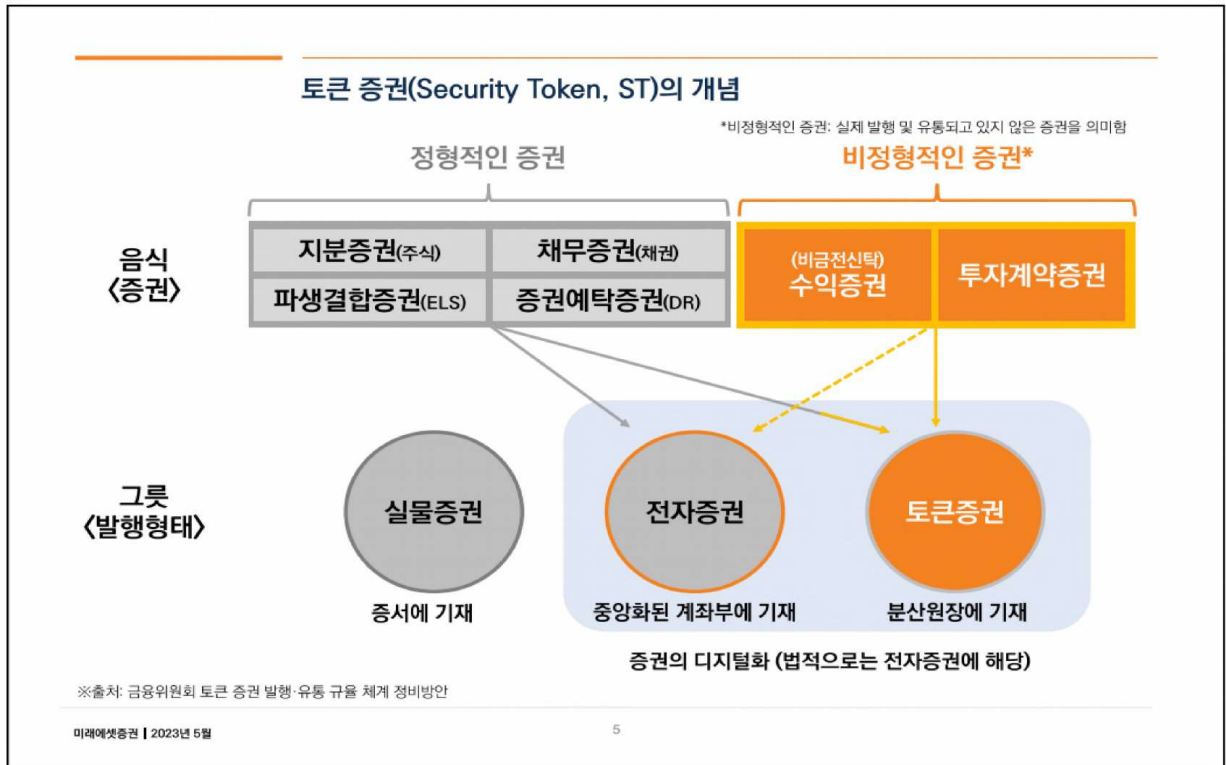 토큰 증권(Security Token, ST)의 개념
*비정형적인 증권: 실제 발행 및 유통되고 있지 않은 증권을 의미함
정형적인 증권
비정형적인 증권*
음식
〈증권〉
지분증권(주식)
채무증권(채권)
파생결합증권(ELS)
증권예탁증권(DR)
(비금전신탁)
수익증권
투자계약증권
그릇
〈발행형태〉
실물증권
전자증권
토큰증권
증서에 기재
중앙화된 계좌부에 기재
분산원장에 기재
증권의 디지털화 (법적으로는 전자증권에 해당)
※출처: 금융위원회 토큰 증권 발행·유통 규율 체계 정비방안
미래에셋증권 | 2023년 5월
5